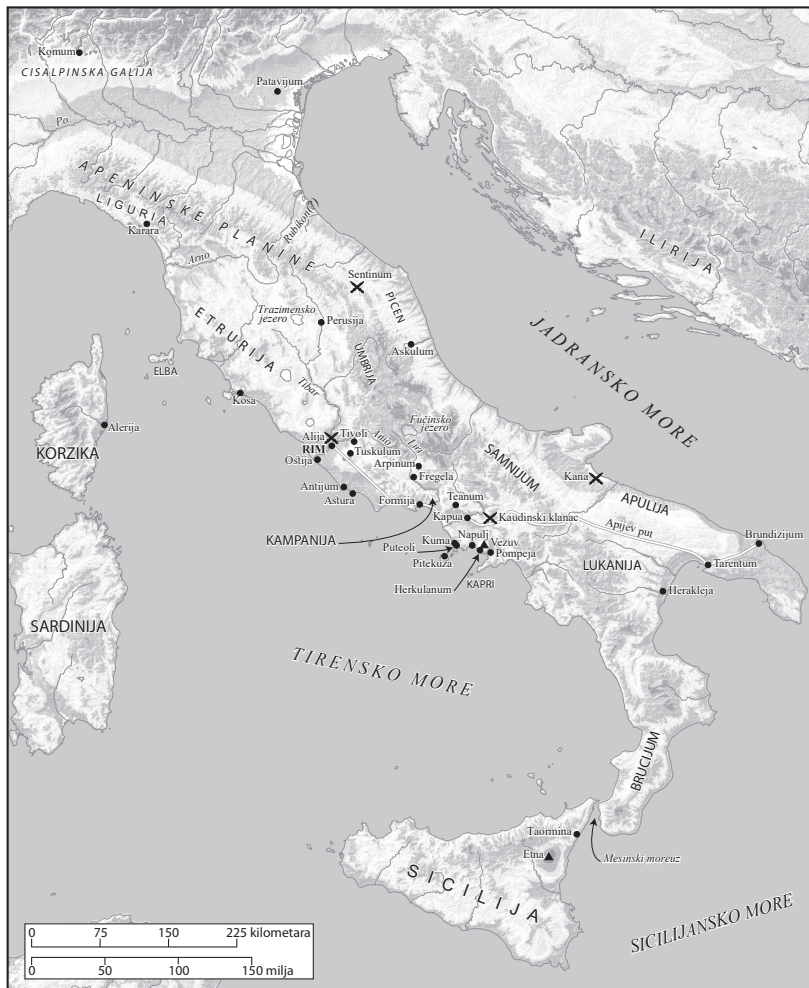 Komum
CISALPINSKA GALIJA
Patavijum
Po
APENINSKE PLANINE
LIGURIA
Karara
Rubikon(?)
Arno
Sentinum
PICEN
ILIRIJA
ETRURIJA
Trazimensko
jezero
Perusija
JADRANSKO MORE
Askulum
UMBRIJA
ELBA
Tibar
Kosa
Fučinsko
jezero
Alerija
KORZIKA
Alija
Tivoli
Anio
Liri
RIM
Tuskulum
Ostija
Arpinum
Fregela
SAMNIJUM
Kana
Antijum
Astura
Formija
Teanum
APULIJA
Kapua
Kaudinski klanac
Apijev put
Brundizijum
KAMPANIJA
Kuma
Napulj
Vezuv
Puteoli
Pompeja
Pitekuza
LUKANIJA
Tarentum
Herkulanum
KAPRI
Herakleja
SARDINIJA
TIRENSKO MORE
BRUCIJUM
Taormina
Etna
Mesinski moreuz
SICILIJA
SICILIJANSKO MORE
0 75 150 225 kilometara
0 50 100 150 milja